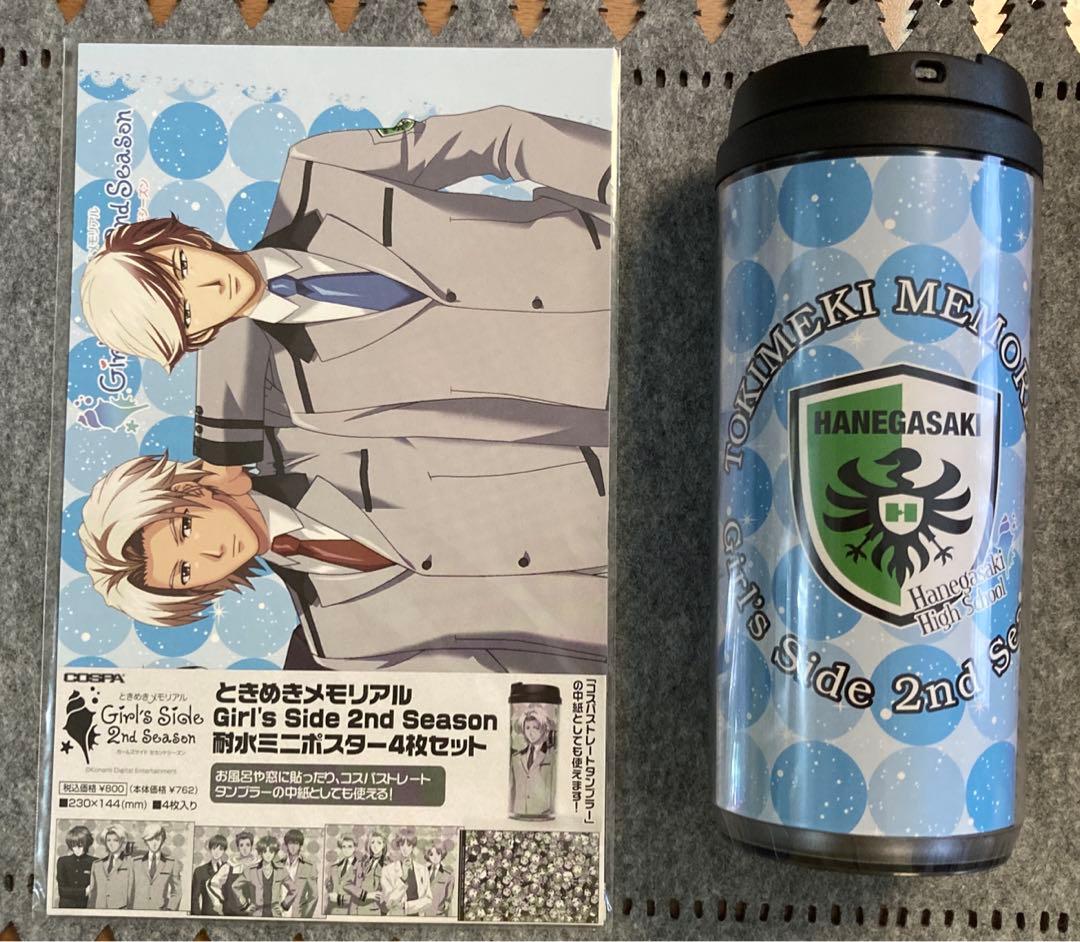 メモリアル
Girl's Side 2nd Season
COSPA
ときめきメモリアル
Girl's Side
2nd Season
ガールズサイド セカンドシーズン
©Konami Digital Entertainment
ときめきメモリアル
Girl's Side 2nd Season
耐水ミニポスター4枚セット
お風呂や窓に貼ったり、コスパストレート
タンブラーの中紙としても使える!
「コスパストレートタンブラー」
の中紙としても使えます!
税込価格 ¥800 (本体価格 ¥762)
■230×144(mm) ■4枚入り
TOKIMEKI MEMOR
Girl's Side 2nd Sea
HANEGASAKI
H
Hanegasaki
High School